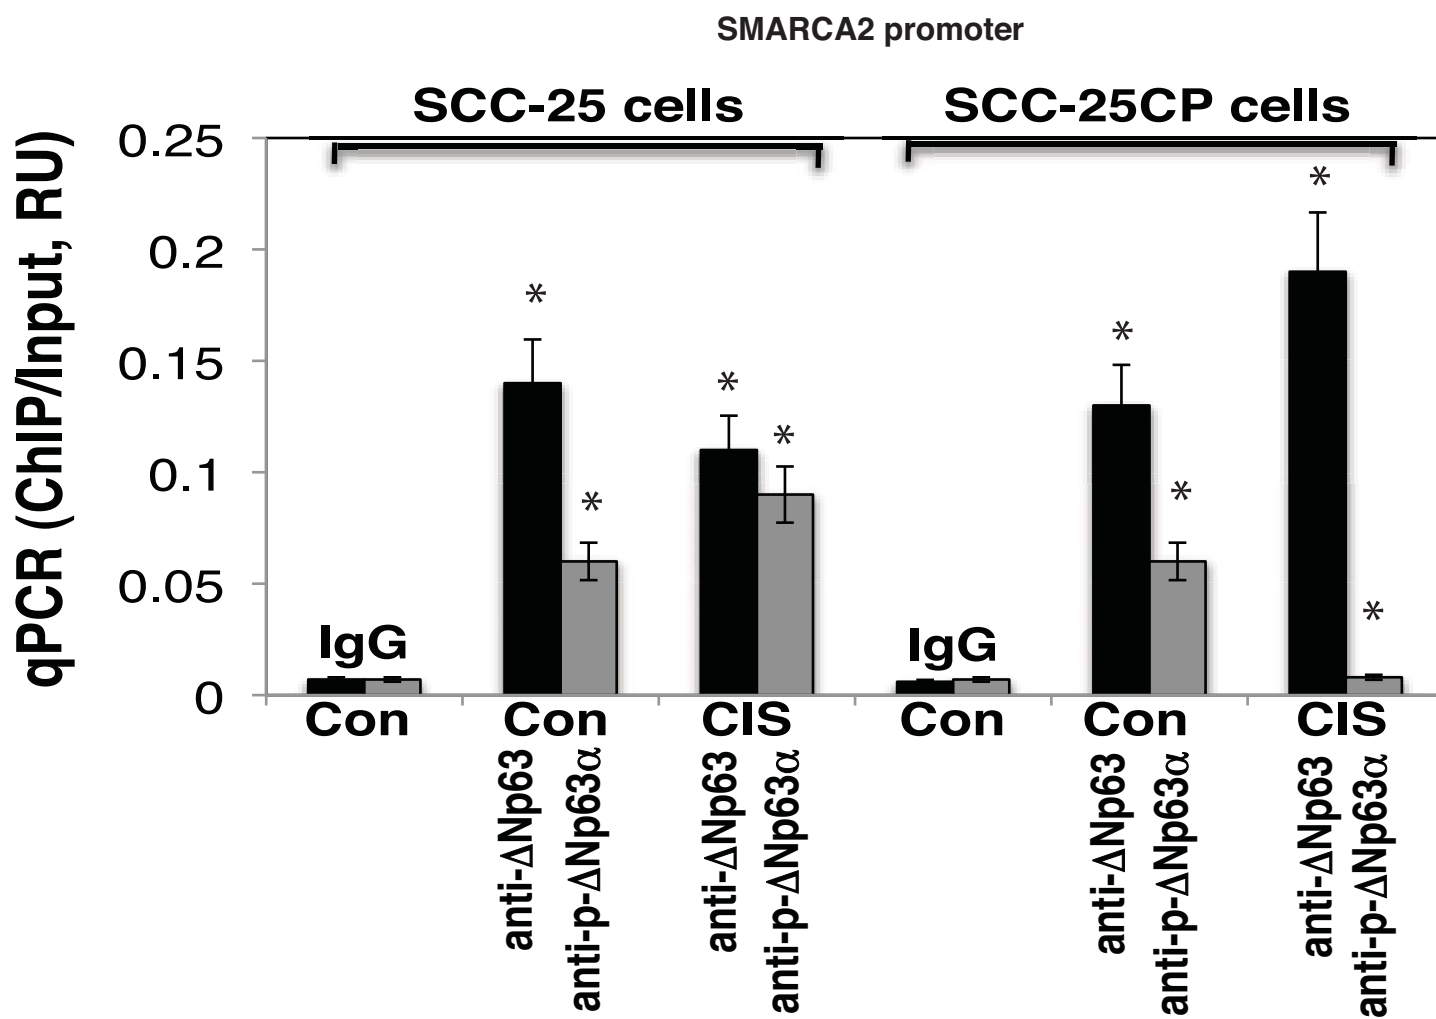 SMARCA2 promoter
SCC-25 cells SCC-25CP cells
qPCR (ChIP/Input, RU)
0.25
0.2
0.15
0.1
0.05
0
* * * * * * * *
IgG IgG
Con Con CIS Con Con CIS
anti-ΔNp63
anti-p-ΔNp63α
anti-ΔNp63
anti-p-ΔNp63α
anti-ΔNp63
anti-p-ΔNp63α
anti-ΔNp63
anti-p-ΔNp63α